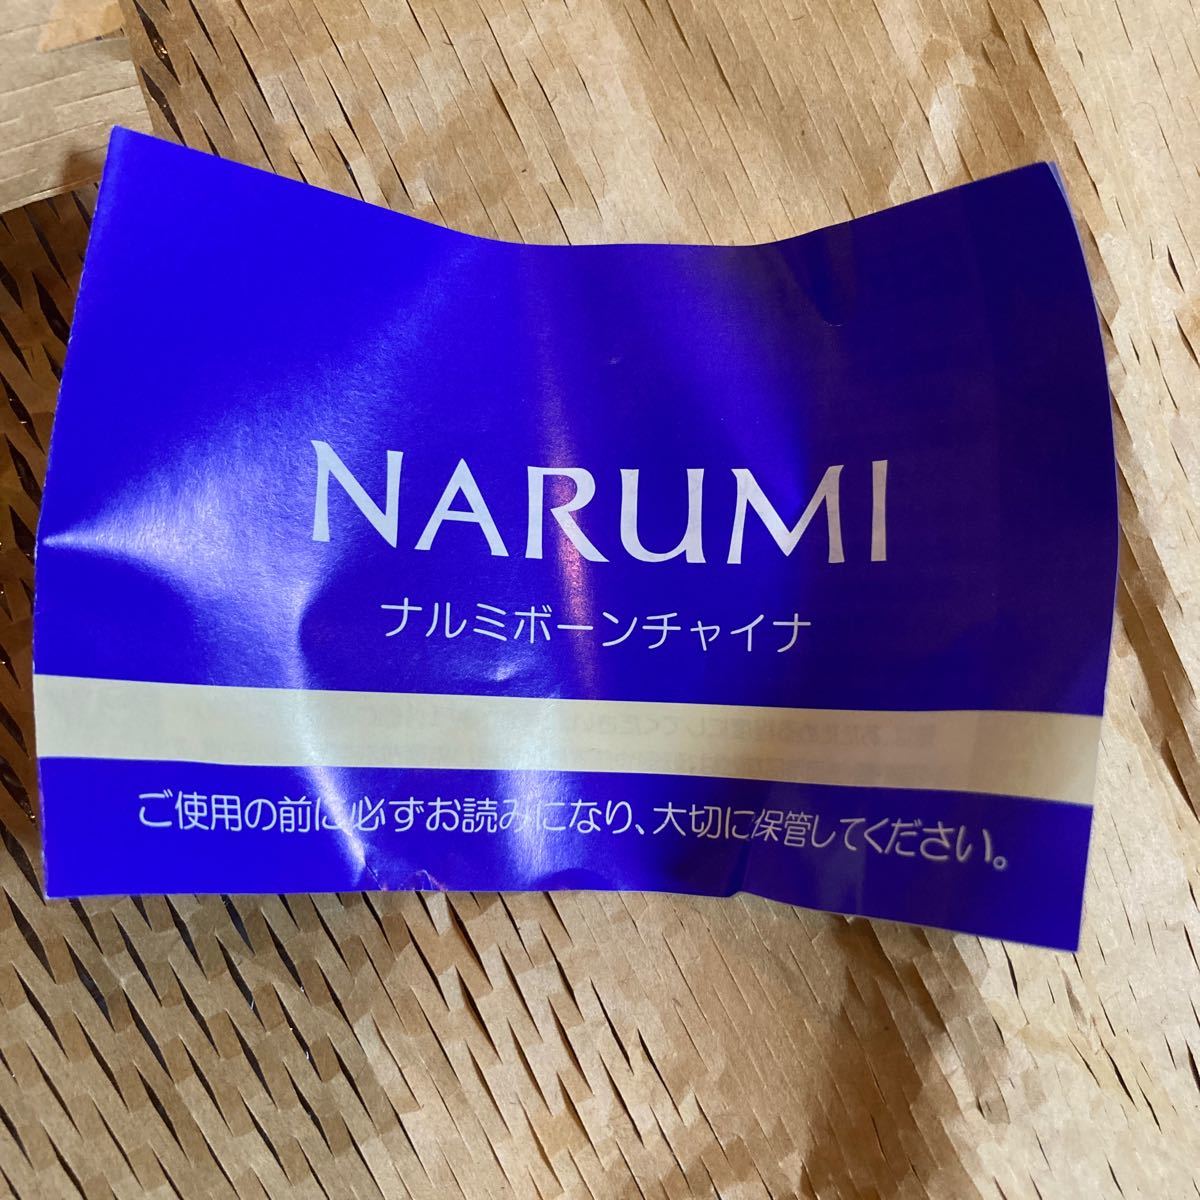 NARUMI
ナルミボーンチャイナ
ご使用の前に必ずお読みになり、大切に保管してください。